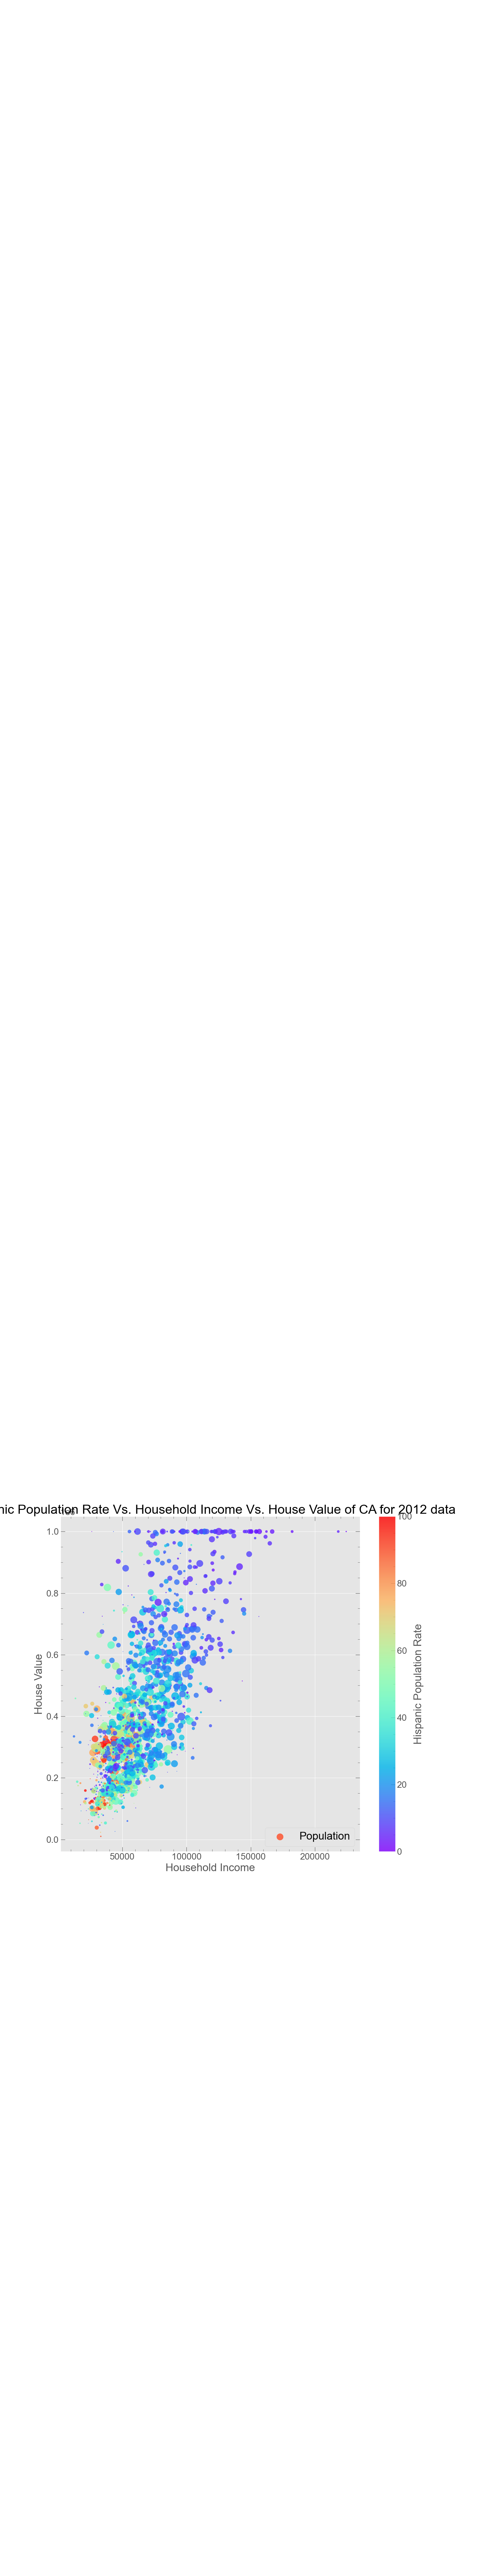 nic Population Rate Vs. Household Income Vs. House Value of CA for 2012 data
1.0
0.8
0.6
0.4
0.2
0.0
House Value
50000 100000 150000 200000
Household Income
Population
100
80
60
40
20
0
Hispanic Population Rate